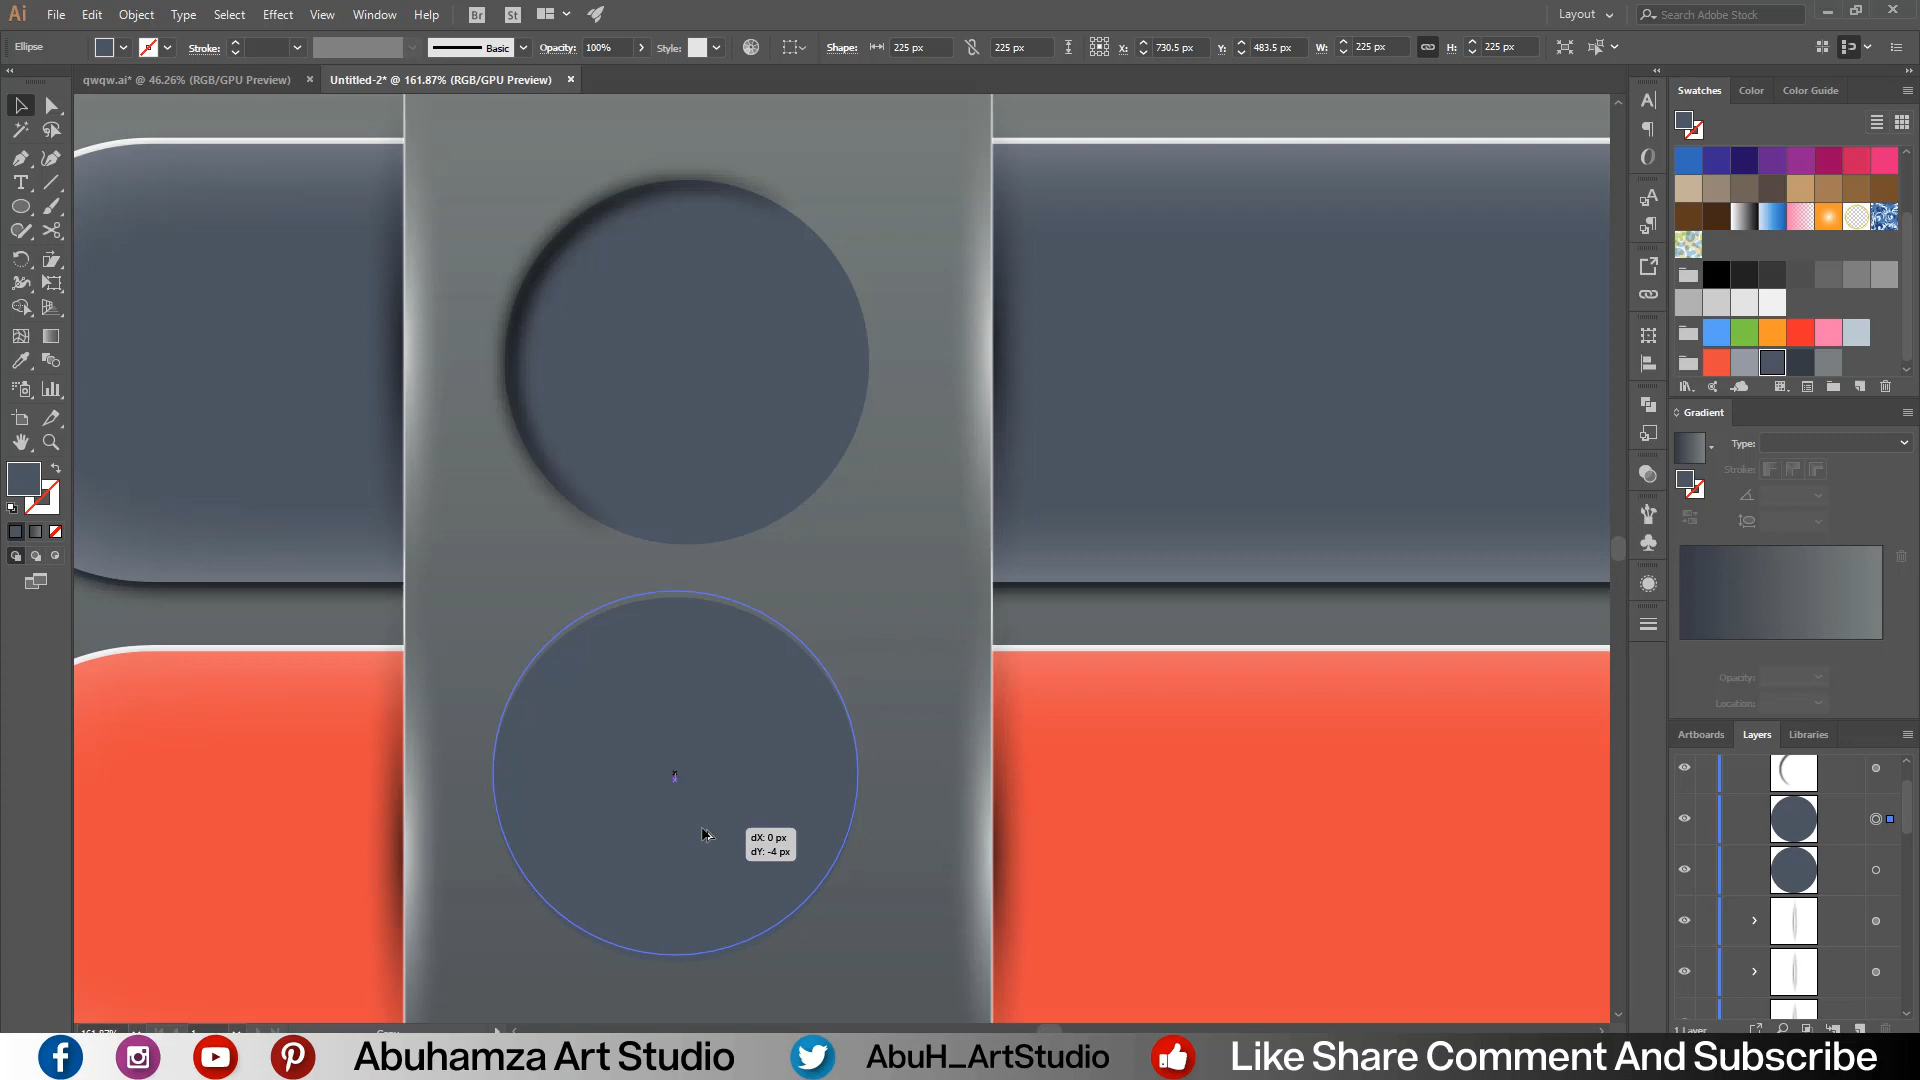 Ai File Edit Object Type Select Effect View Window Help Br St Layout Search Adobe Stock
Ellipse Stroke: Basic Opacity: 100% Style: Shape: 225 px 225 px X: 730.5 px Y: 483.5 px W: 225 px H: 225 px
qwqw.ai* @ 46.26% (RGB/GPU Preview) × Untitled-2* @ 161.87% (RGB/GPU Preview) ×
Swatches Color Color Guide
Gradient
Type:
Stroke:
Opacity:
Location:
Artboards Layers Libraries
dX: 0 px
dY: -4 px
1 Layer
Abuhamza Art Studio AbuH_ArtStudio Like Share Comment And Subscribe